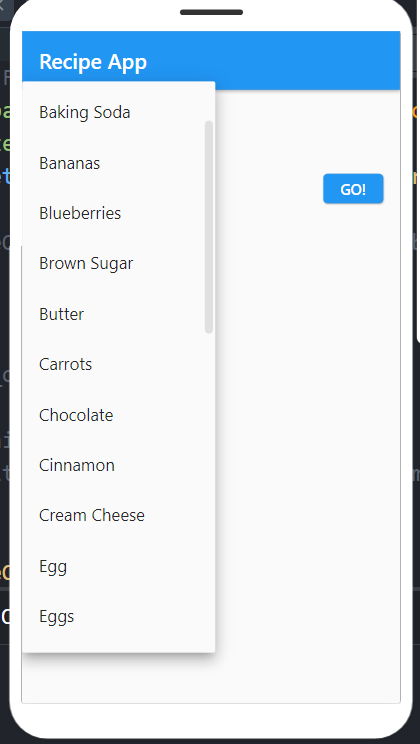 Recipe App
Baking Soda
Bananas
GO!
Blueberries
Brown Sugar
Butter
Carrots
Chocolate
Cinnamon
Cream Cheese
Egg
Eggs